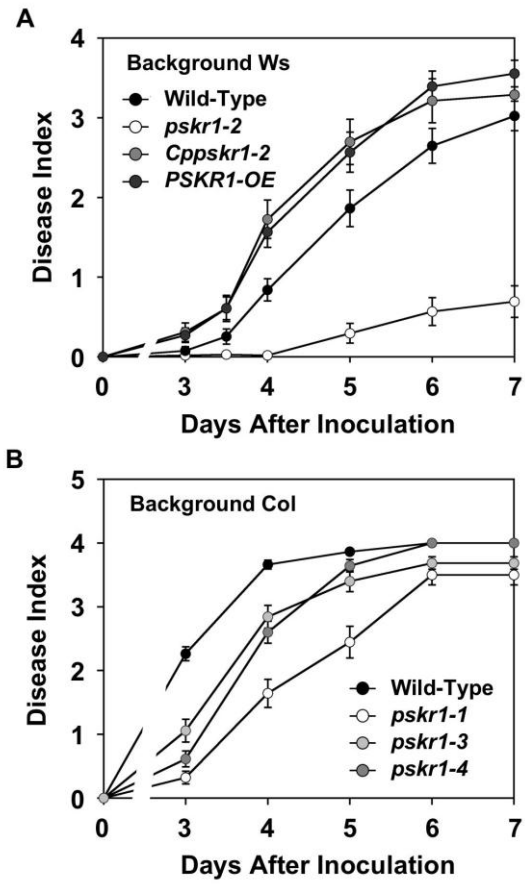 A
4
3
2
1
0
Disease Index
Background Ws
Wild-Type
pskr1-2
Cppskr1-2
PSKR1-OE
0 3 4 5 6 7
Days After Inoculation
B
5
4
3
2
1
0
Disease Index
Background Col
Wild-Type
pskr1-1
pskr1-3
pskr1-4
0 3 4 5 6 7
Days After Inoculation